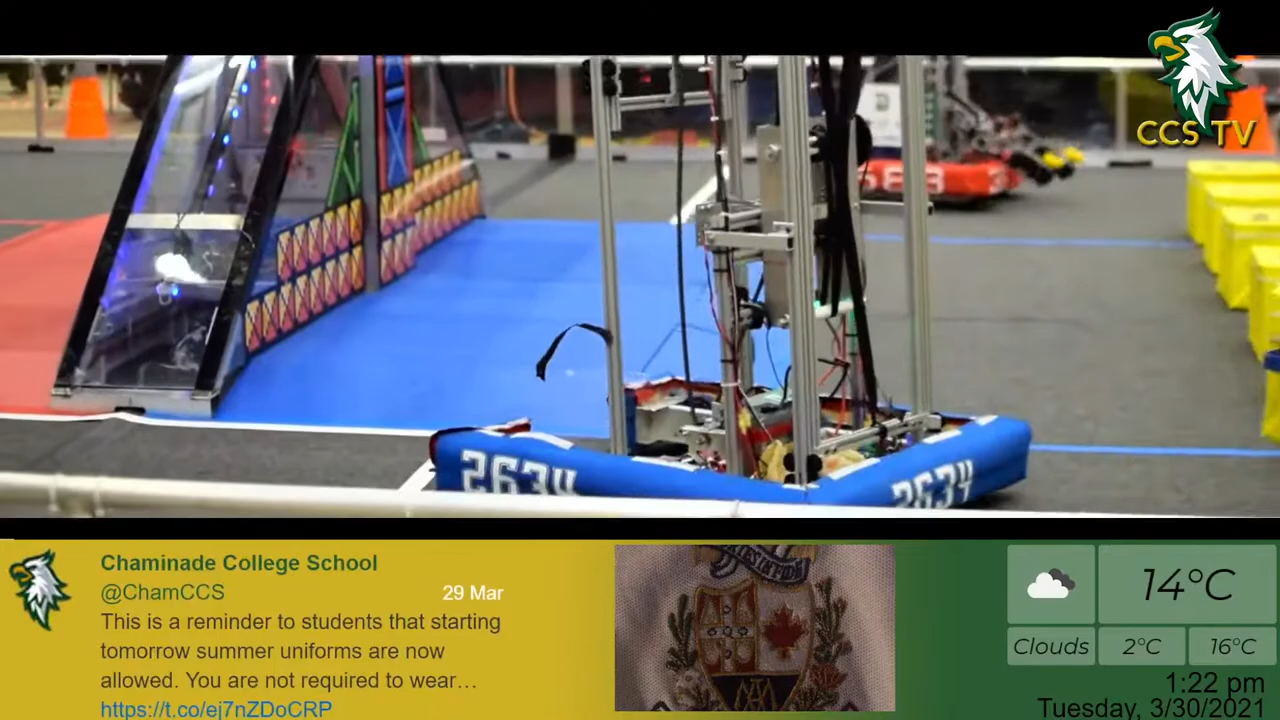 CCS TV
2634
2634
Chaminade College School
@ChamCCS
29 Mar
This is a reminder to students that starting
tomorrow summer uniforms are now
allowed. You are not required to wear…
https://t.co/ej7nZDoCRP
14°C
Clouds
2°C
16°C
1:22 pm
Tuesday, 3/30/2021